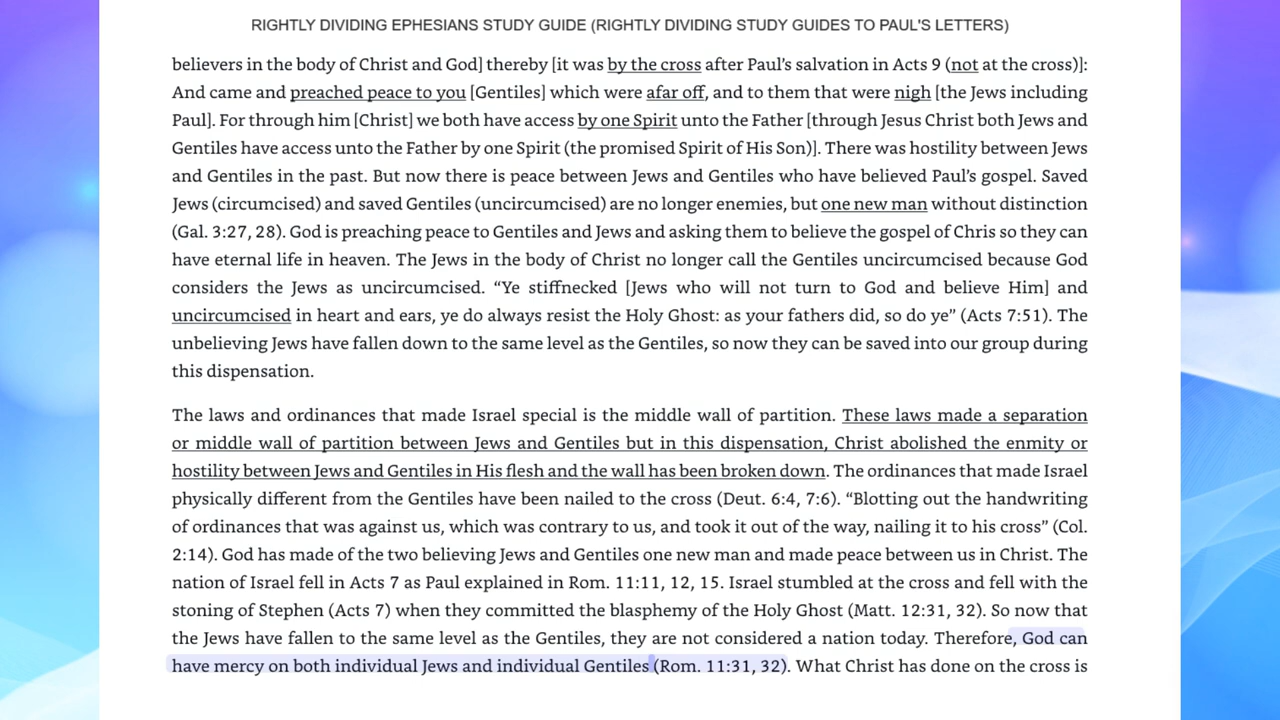 RIGHTLY DIVIDING EPHESIANS STUDY GUIDE (RIGHTLY DIVIDING STUDY GUIDES TO PAUL'S LETTERS)
believers in the body of Christ and God] thereby [it was by the cross after Paul’s salvation in Acts 9 (not at the cross)]:
And came and preached peace to you [Gentiles] which were afar off, and to them that were nigh [the Jews including
Paul]. For through him [Christ] we both have access by one Spirit unto the Father [through Jesus Christ both Jews and
Gentiles have access unto the Father by one Spirit (the promised Spirit of His Son)]. There was hostility between Jews
and Gentiles in the past. But now there is peace between Jews and Gentiles who have believed Paul’s gospel. Saved
Jews (circumcised) and saved Gentiles (uncircumcised) are no longer enemies, but one new man without distinction
(Gal. 3:27, 28). God is preaching peace to Gentiles and Jews and asking them to believe the gospel of Chris so they can
have eternal life in heaven. The Jews in the body of Christ no longer call the Gentiles uncircumcised because God
considers the Jews as uncircumcised. “Ye stiffnecked [Jews who will not turn to God and believe Him] and
uncircumcised in heart and ears, ye do always resist the Holy Ghost: as your fathers did, so do ye” (Acts 7:51). The
unbelieving Jews have fallen down to the same level as the Gentiles, so now they can be saved into our group during
this dispensation.
The laws and ordinances that made Israel special is the middle wall of partition. These laws made a separation
or middle wall of partition between Jews and Gentiles but in this dispensation, Christ abolished the enmity or
hostility between Jews and Gentiles in His flesh and the wall has been broken down. The ordinances that made Israel
physically different from the Gentiles have been nailed to the cross (Deut. 6:4, 7:6). “Blotting out the handwriting
of ordinances that was against us, which was contrary to us, and took it out of the way, nailing it to his cross” (Col.
2:14). God has made of the two believing Jews and Gentiles one new man and made peace between us in Christ. The
nation of Israel fell in Acts 7 as Paul explained in Rom. 11:11, 12, 15. Israel stumbled at the cross and fell with the
stoning of Stephen (Acts 7) when they committed the blasphemy of the Holy Ghost (Matt. 12:31, 32). So now that
the Jews have fallen to the same level as the Gentiles, they are not considered a nation today. Therefore, God can
have mercy on both individual Jews and individual Gentiles (Rom. 11:31, 32). What Christ has done on the cross is